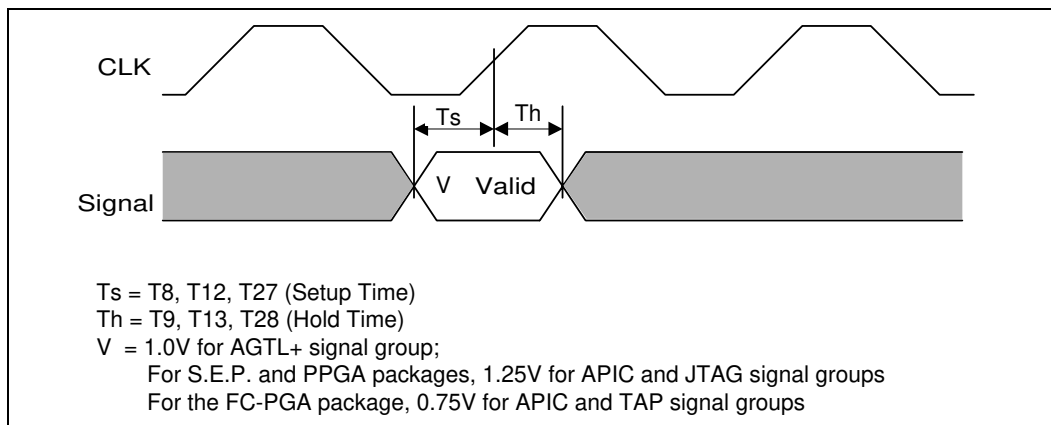 CLK
Ts Th
Signal V Valid
Ts = T8, T12, T27 (Setup Time)
Th = T9, T13, T28 (Hold Time)
V = 1.0V for AGTL+ signal group;
For S.E.P. and PPGA packages, 1.25V for APIC and JTAG signal groups
For the FC-PGA package, 0.75V for APIC and TAP signal groups